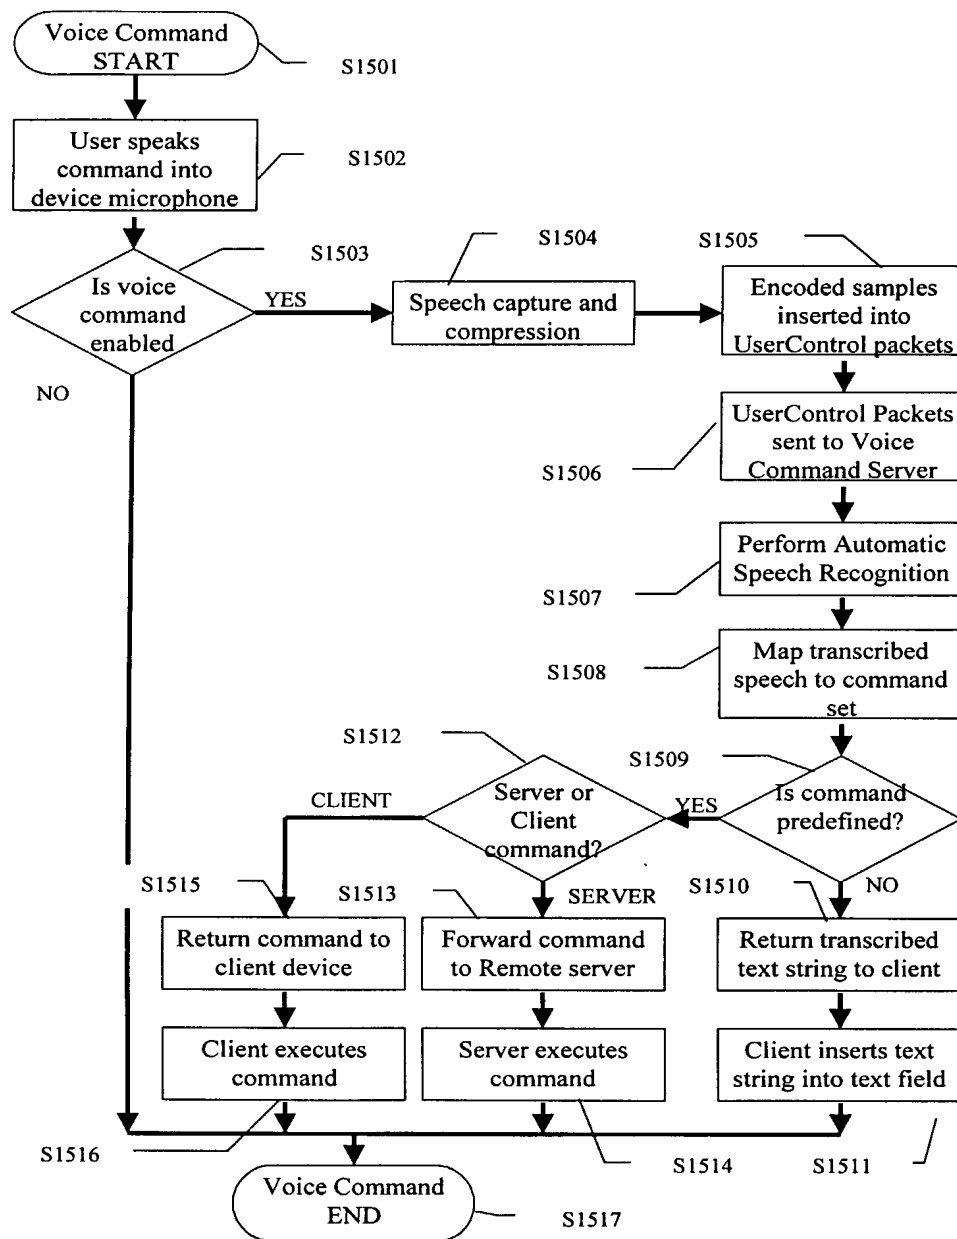 Voice Command
START
S1501
User speaks
command into
device microphone
S1502
S1503
Is voice
command
enabled
YES
NO
S1504
Speech capture and
compression
S1505
Encoded samples
inserted into
UserControl packets
UserControl Packets
sent to Voice
Command Server
S1506
Perform Automatic
Speech Recognition
S1507
Map transcribed
speech to command
set
S1508
S1509
Is command
predefined?
YES
NO
S1512
Server or
Client
command?
CLIENT
SERVER
S1515
Return command to
client device
S1513
Forward command
to Remote server
S1510
Return transcribed
text string to client
Client executes
command
Server executes
command
Client inserts text
string into text field
S1516
S1514
S1511
Voice Command
END
S1517